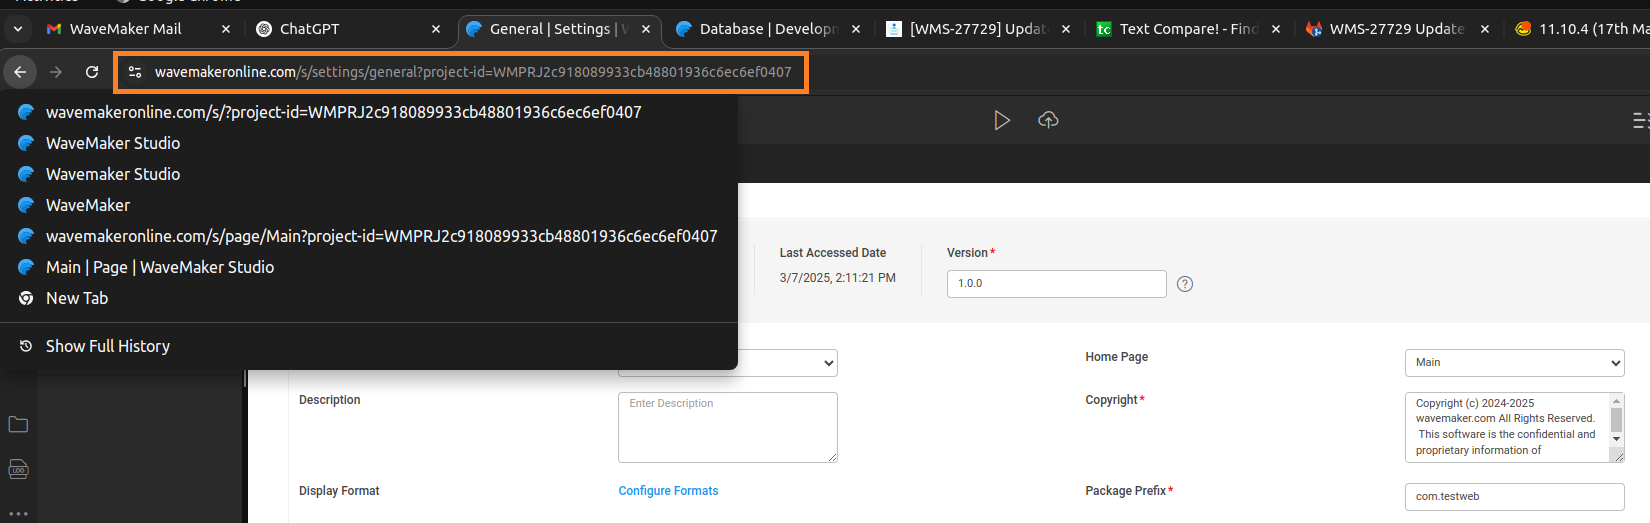 WaveMaker Mail
ChatGPT
General | Settings | W
Database | Developm
[WMS-27729] Updat
Text Compare! - Find
WMS-27729 Update
11.10.4 (17th Ma
wavemakeronline.com/s/settings/general?project-id=WMPRJ2c918089933cb48801936c6ec6ef0407
wavemakeronline.com/s/?project-id=WMPRJ2c918089933cb48801936c6ec6ef0407
WaveMaker Studio
Wavemaker Studio
WaveMaker
wavemakeronline.com/s/page/Main?project-id=WMPRJ2c918089933cb48801936c6ec6ef0407
Main | Page | WaveMaker Studio
New Tab
Show Full History
Last Accessed Date
3/7/2025, 2:11:21 PM
Version *
1.0.0
Home Page
Main
Description
Enter Description
Copyright *
Copyright (c) 2024-2025
wavemaker.com All Rights Reserved.
This software is the confidential and
proprietary information of
Display Format
Configure Formats
Package Prefix *
com.testweb
LOG